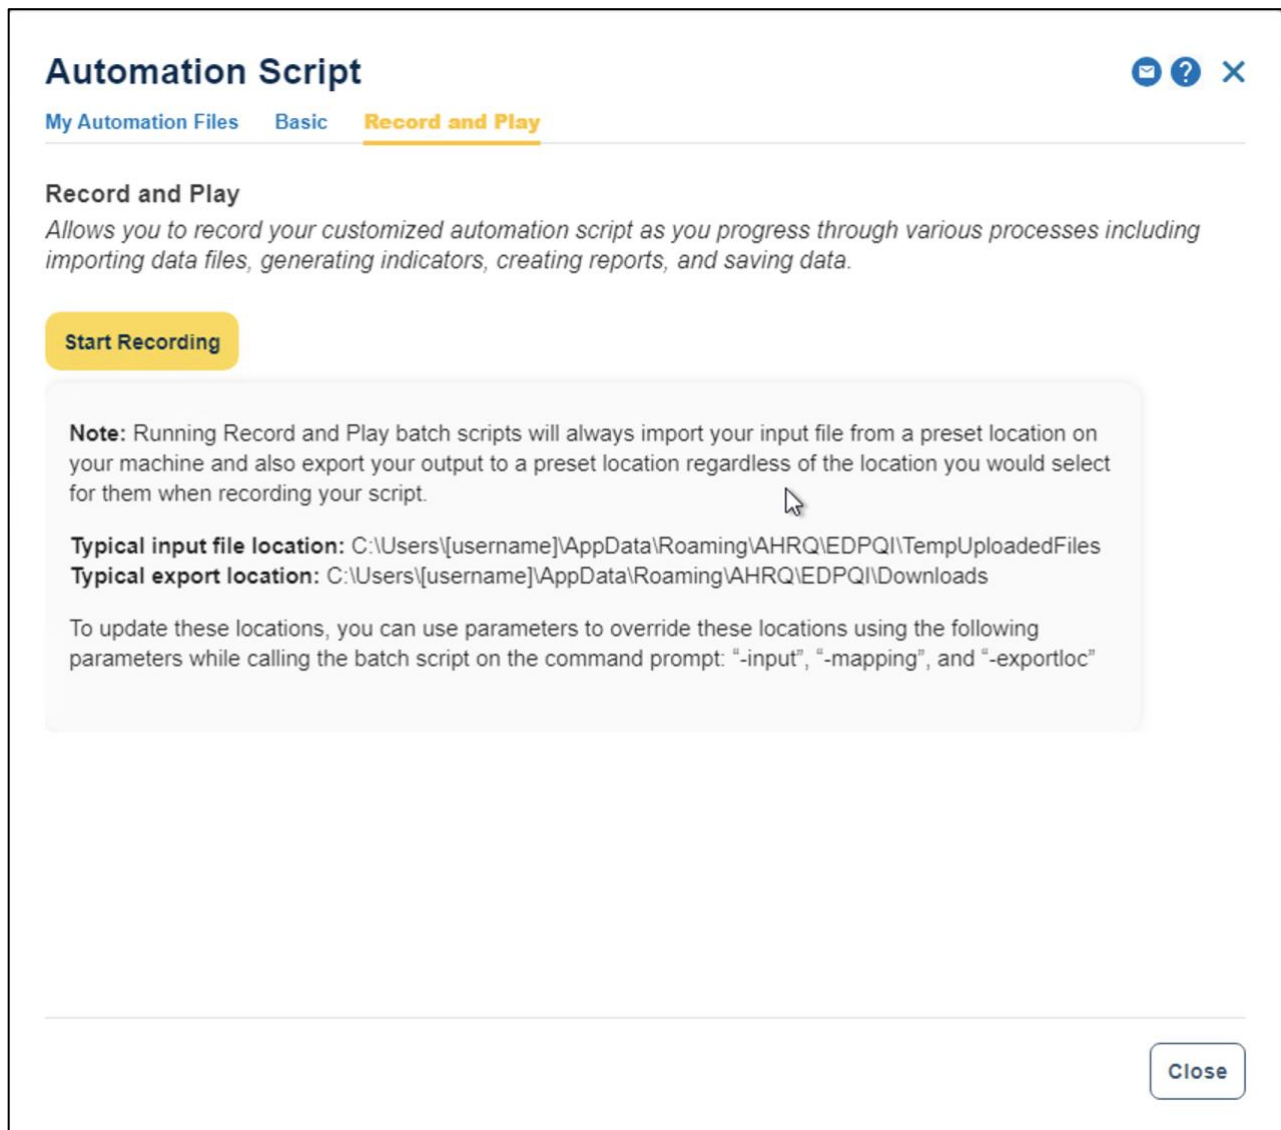 Automation Script
My Automation Files Basic Record and Play
Record and Play
Allows you to record your customized automation script as you progress through various processes including
importing data files, generating indicators, creating reports, and saving data.
Start Recording
Note: Running Record and Play batch scripts will always import your input file from a preset location on
your machine and also export your output to a preset location regardless of the location you would select
for them when recording your script.
Typical input file location: C:\Users\[username]\AppData\Roaming\AHRQ\EDPQI\TempUploadedFiles
Typical export location: C:\Users\[username]\AppData\Roaming\AHRQ\EDPQI\Downloads
To update these locations, you can use parameters to override these locations using the following
parameters while calling the batch script on the command prompt: “-input”, “-mapping”, and “-exportloc”
Close